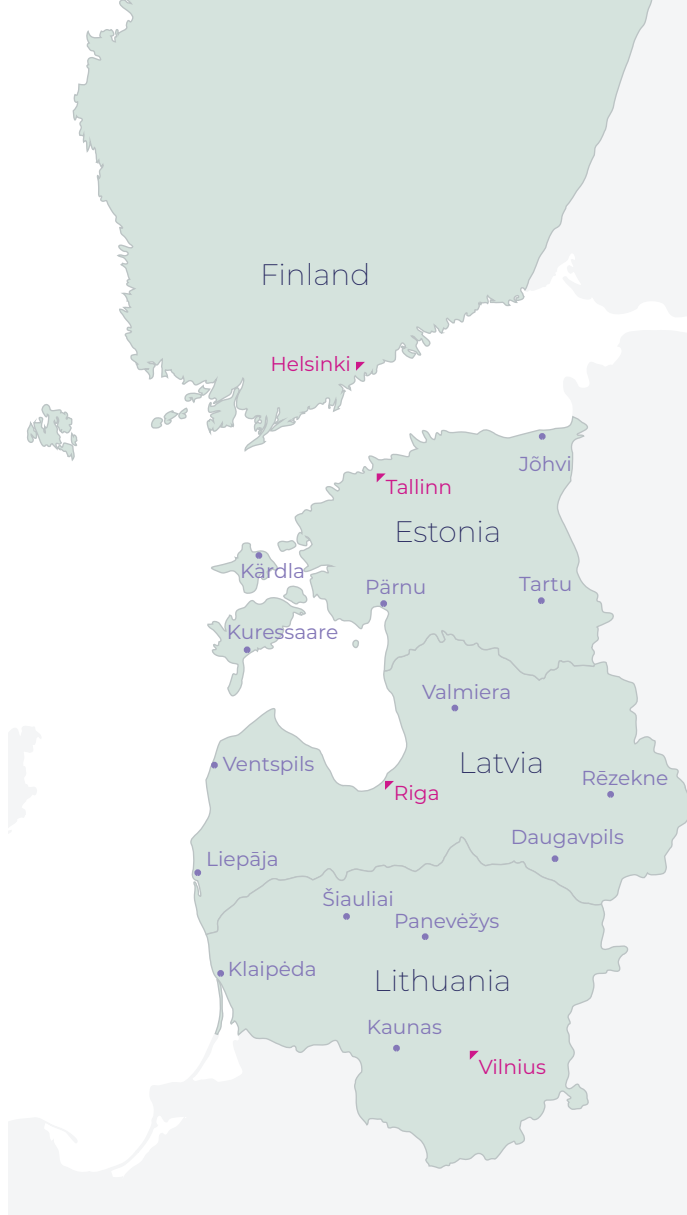 Finland
Helsinki
Jõhvi
Tallinn
Estonia
Kärdla
Pärnu
Tartu
Kuressaare
Valmiera
Ventspils
Latvia
Rēzekne
Riga
Daugavpils
Liepāja
Šiauliai
Panevėžys
Klaipėda
Lithuania
Kaunas
Vilnius